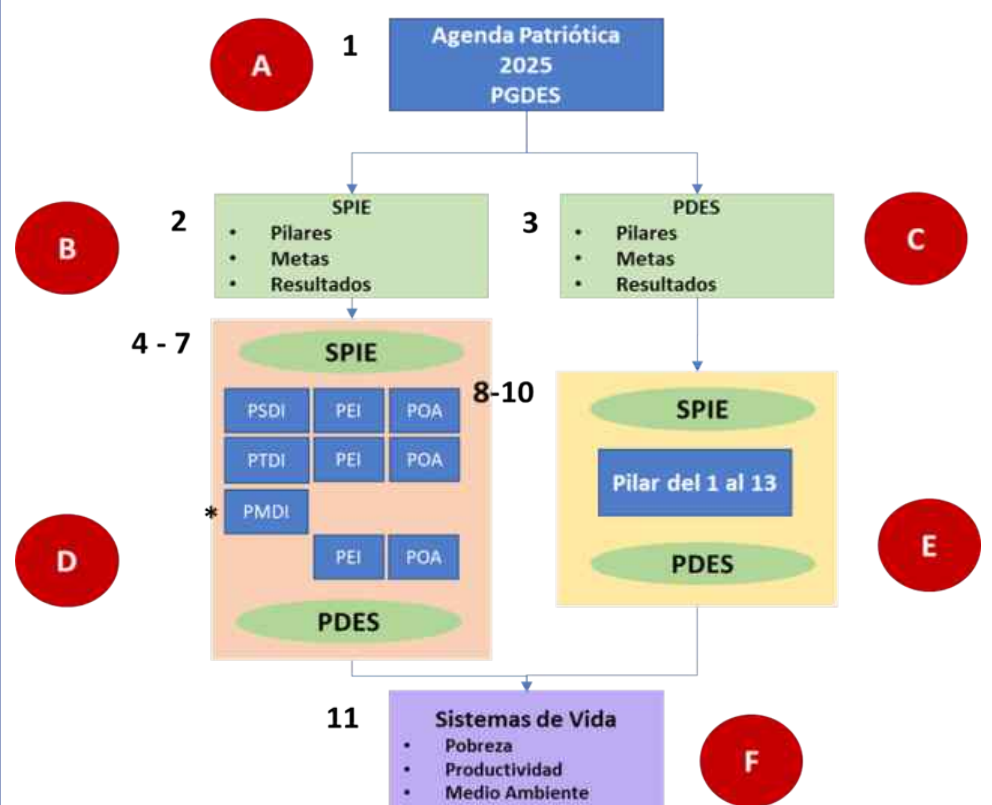 A
1
Agenda Patriótica
2025
PGDES
B
2
SPIE
• Pilares
• Metas
• Resultados
3
PDES
• Pilares
• Metas
• Resultados
C
4 - 7
SPIE
PSDI PEI POA
PTDI PEI POA
* PMDI
PEI POA
PDES
D
8-10
SPIE
Pilar del 1 al 13
PDES
E
11
Sistemas de Vida
• Pobreza
• Productividad
• Medio Ambiente
F